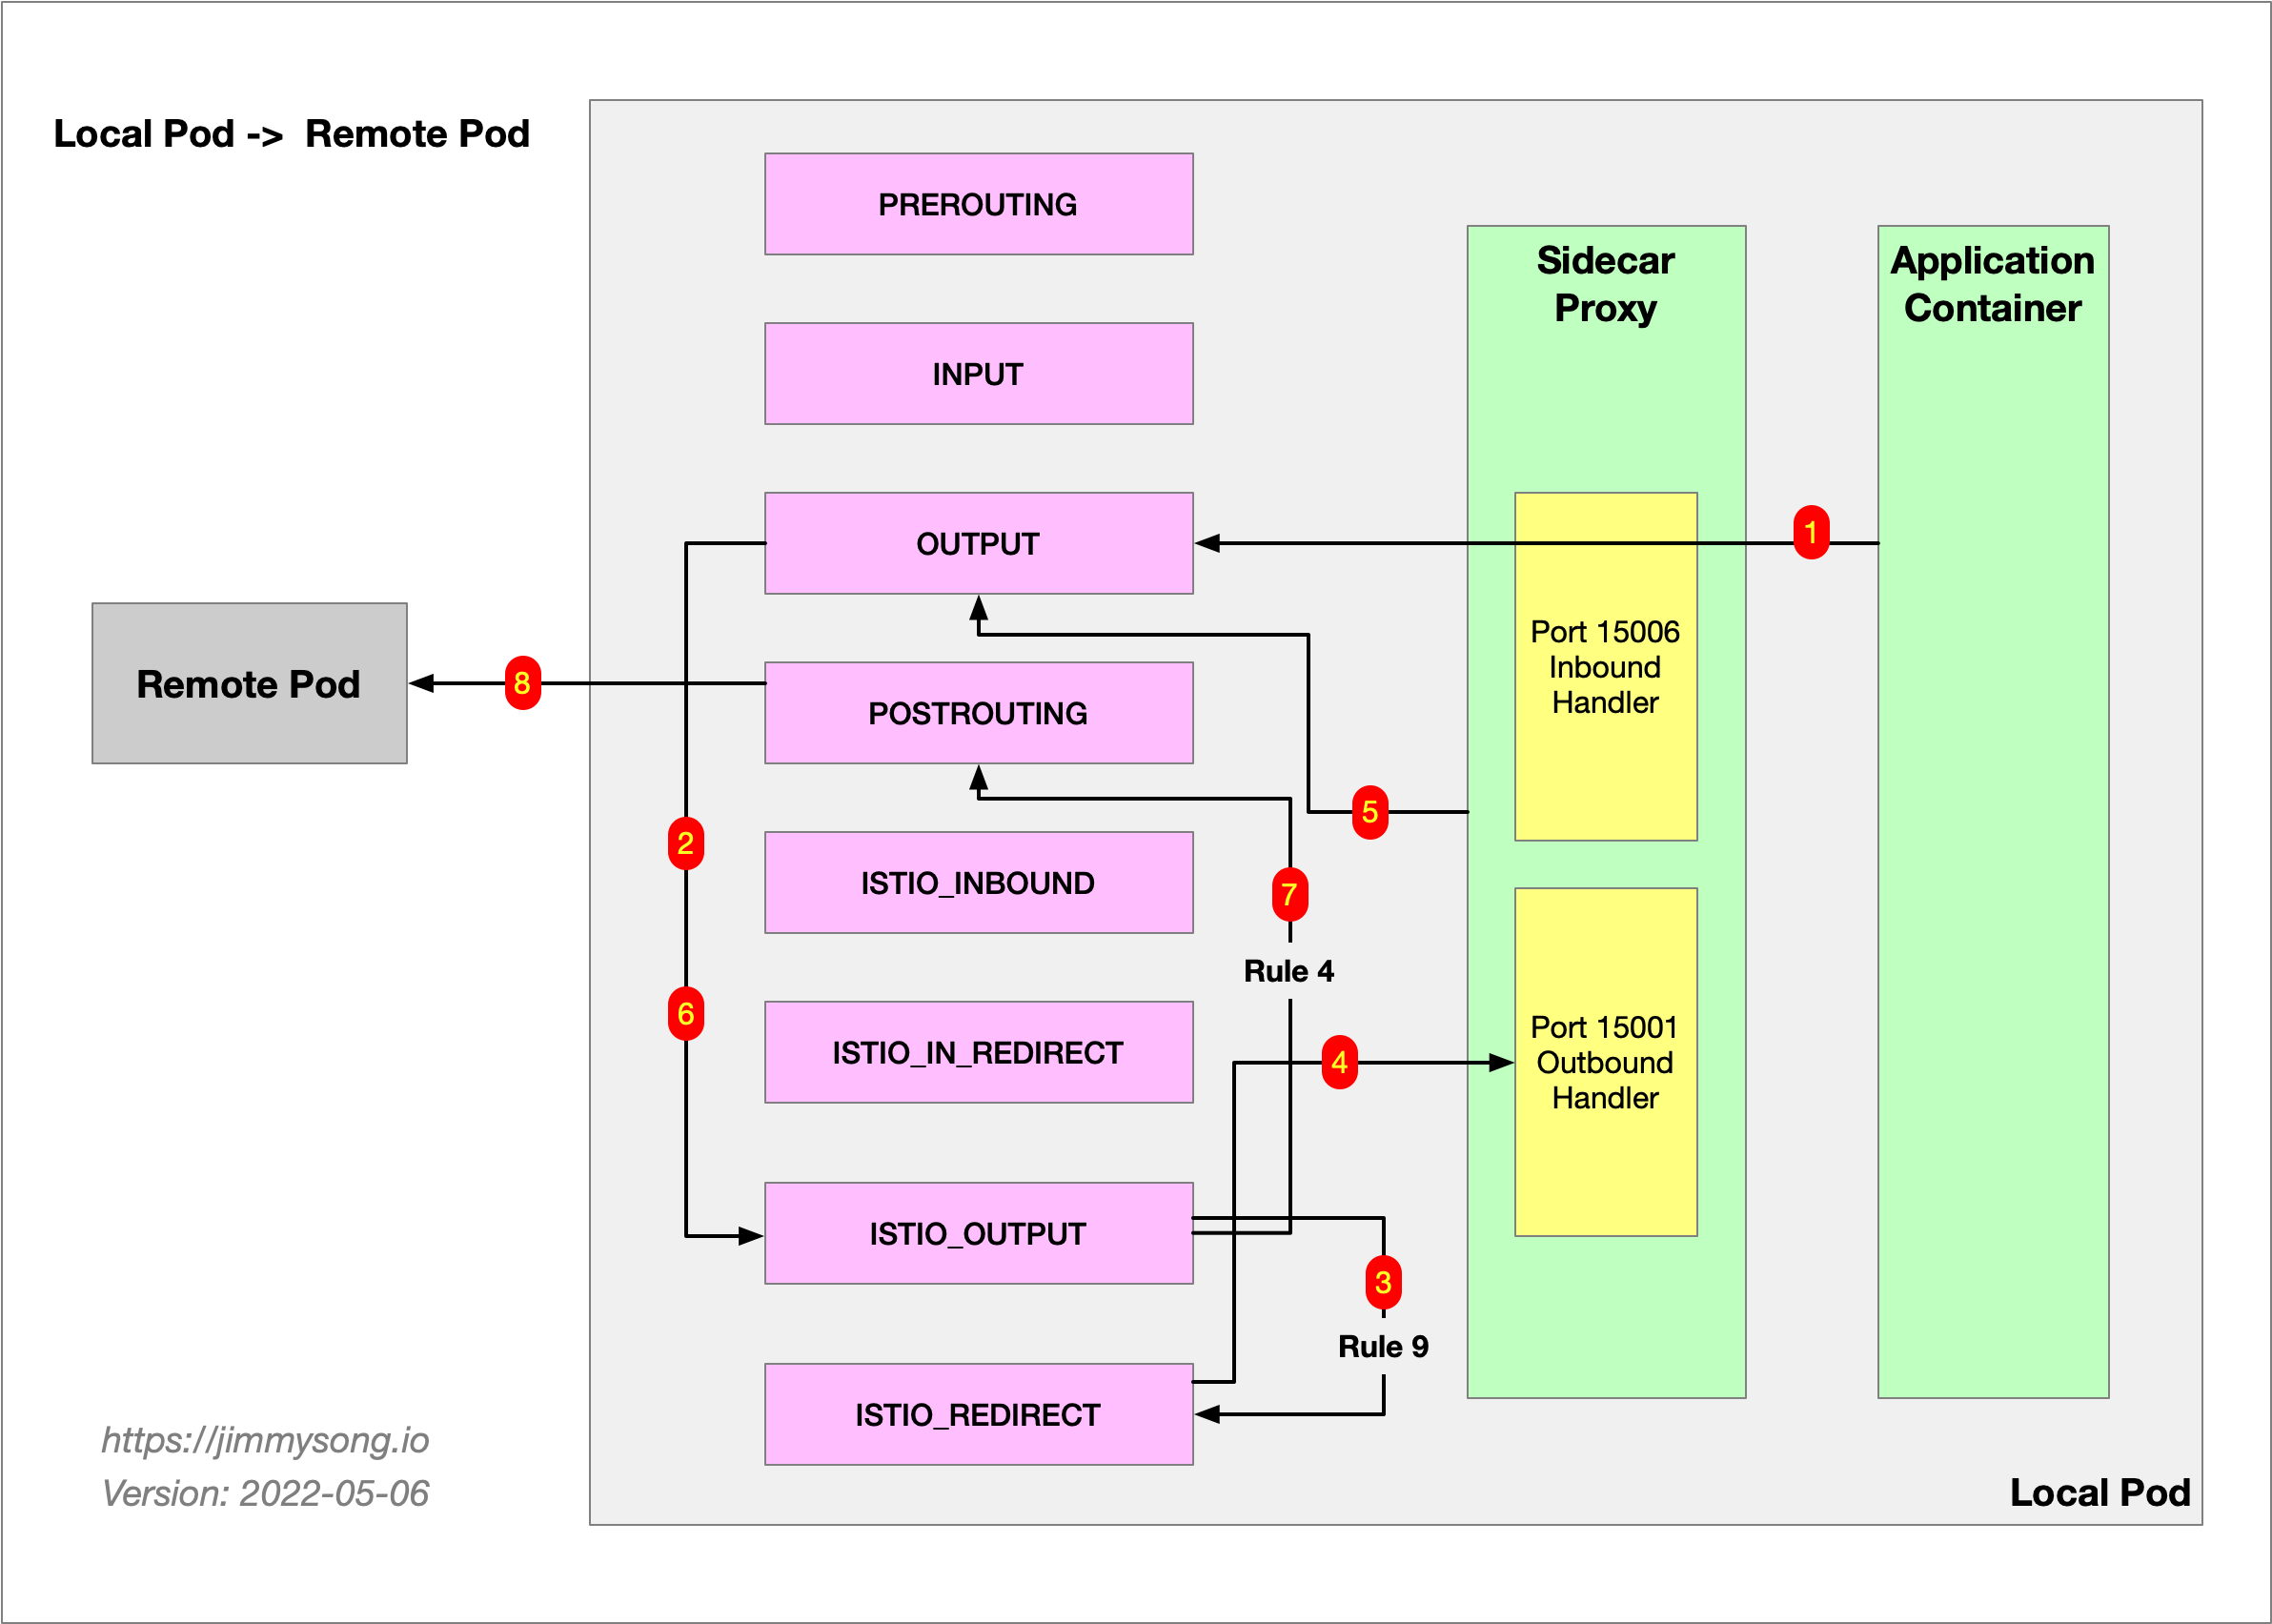 Local Pod -> Remote Pod
PREROUTING
INPUT
OUTPUT
POSTROUTING
ISTIO_INBOUND
ISTIO_IN_REDIRECT
ISTIO_OUTPUT
ISTIO_REDIRECT
Sidecar
Proxy
Application
Container
Port 15006
Inbound
Handler
Port 15001
Outbound
Handler
Remote Pod
1
2
3
4
5
6
7
8
Rule 4
Rule 9
Local Pod
https://jimmysong.io
Version: 2022-05-06